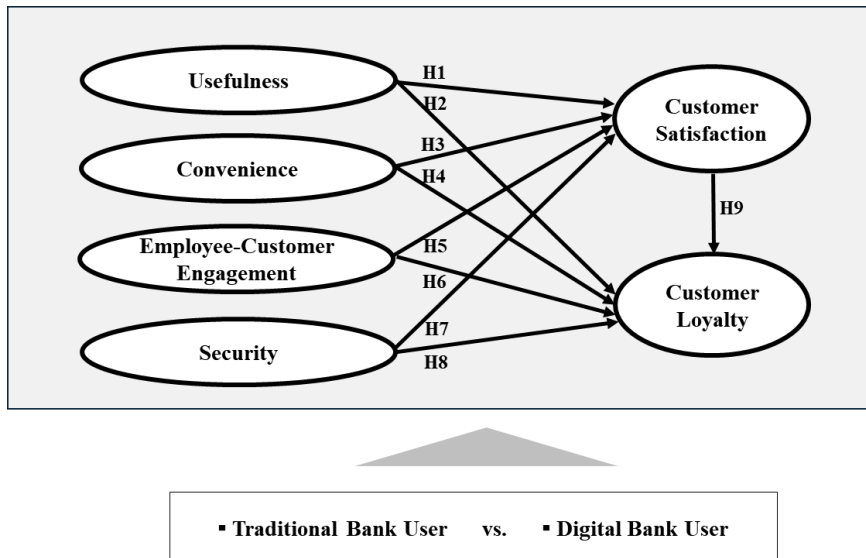 Usefulness
Convenience
Employee-Customer
Engagement
Security
H1
H2
H3
H4
H5
H6
H7
H8
Customer
Satisfaction
H9
Customer
Loyalty
▪ Traditional Bank User vs. ▪ Digital Bank User